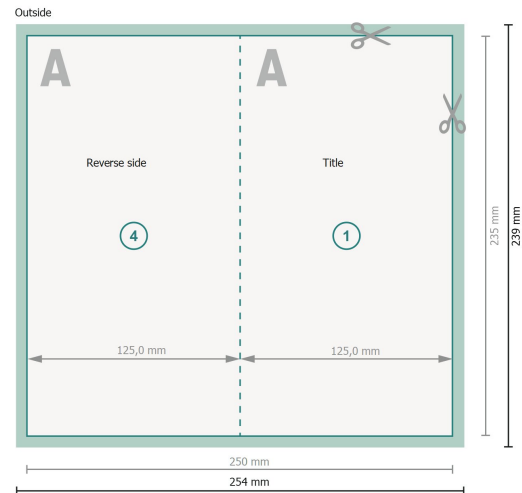 Outside
A
A
Reverse side
Title
4
1
235 mm
239 mm
125,0 mm
125,0 mm
250 mm
254 mm